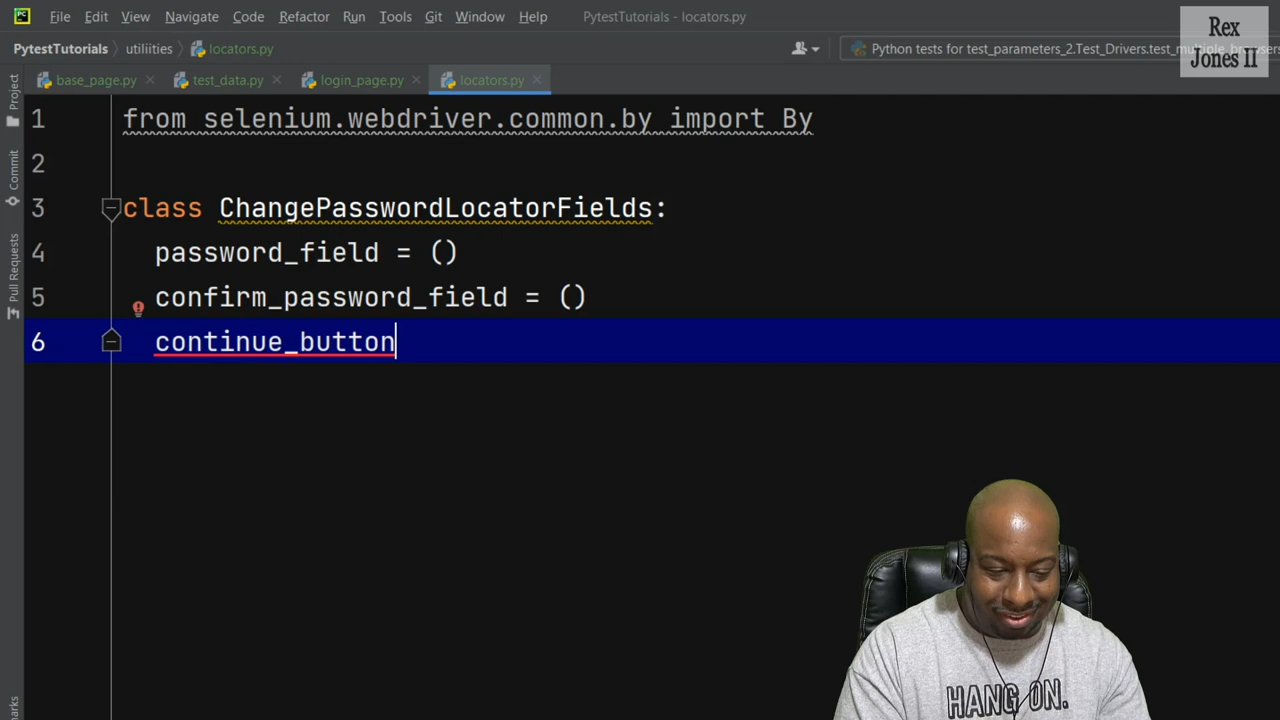 File Edit View Navigate Code Refactor Run Tools Git Window Help PytestTutorials - locators.py
Rex Jones II
PytestTutorials utiliities locators.py Python tests for test_parameters_2.Test_Drivers.test_multiple_browsers
base_page.py test_data.py login_page.py locators.py
Project
Commit
Pull Requests
1 from selenium.webdriver.common.by import By
2
3 class ChangePasswordLocatorFields:
4 password_field = ()
5 confirm_password_field = ()
6 continue_button
HANG ON.